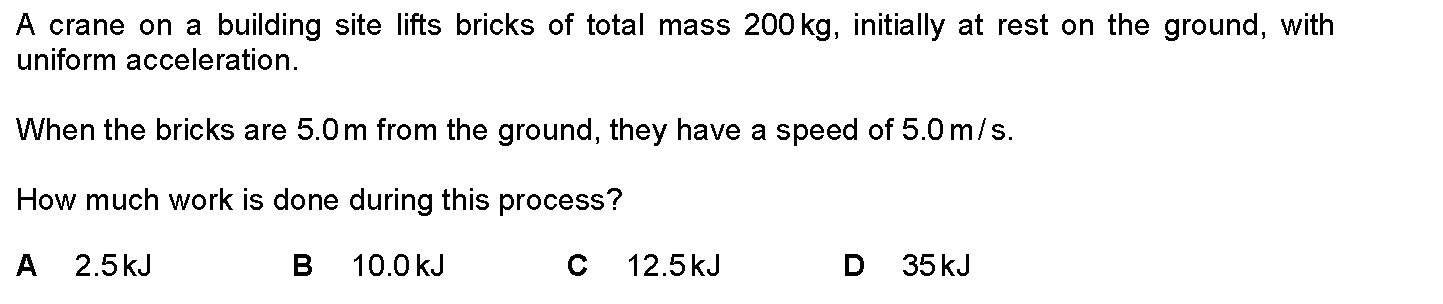 A crane on a building site lifts bricks of total mass 200 kg, initially at rest on the ground, with
uniform acceleration.
When the bricks are 5.0 m from the ground, they have a speed of 5.0 m / s.
How much work is done during this process?
A 2.5 kJ B 10.0 kJ C 12.5 kJ D 35 kJ